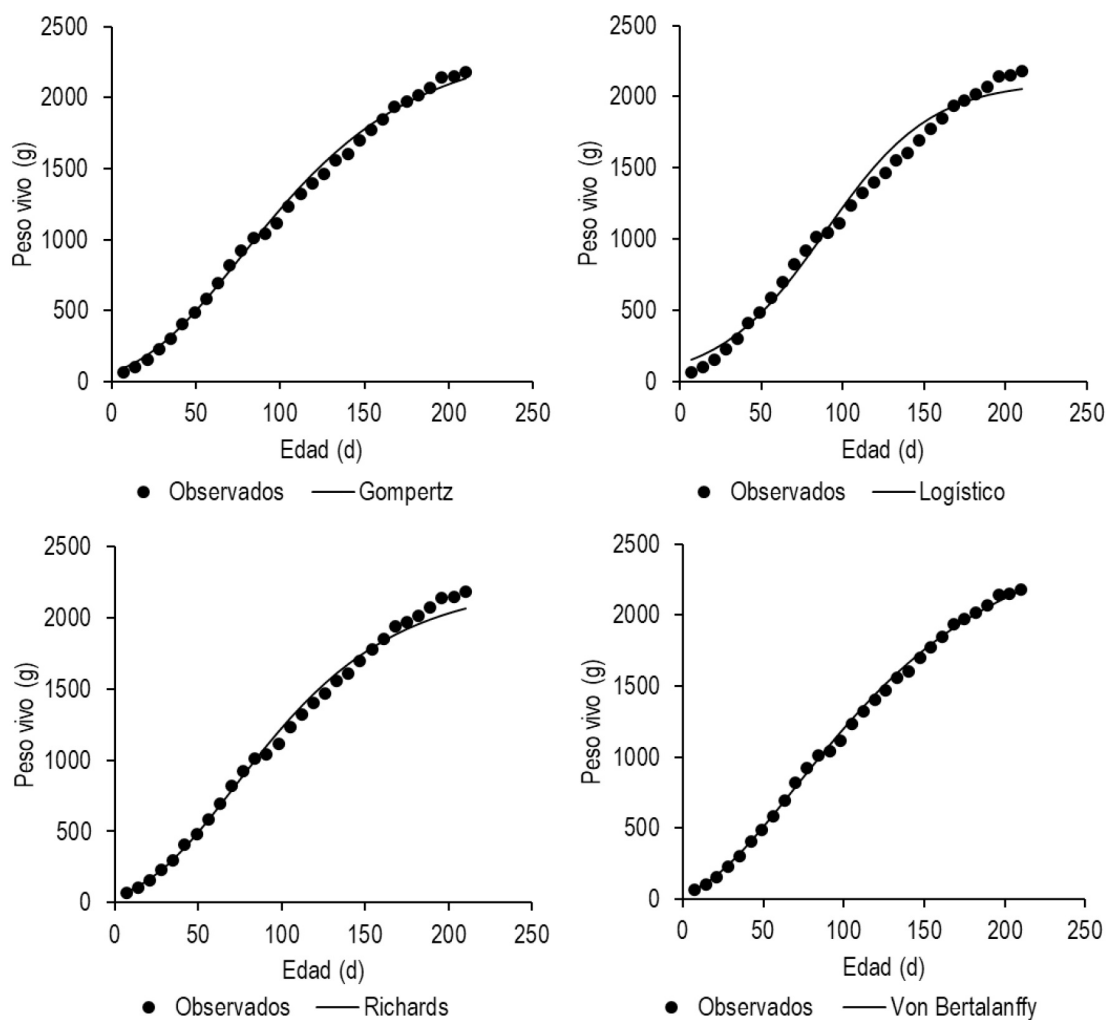 2500
2000
1500
1000
500
0
Peso vivo (g)
0 50 100 150 200 250
Edad (d)
Observados Gompertz
2500
2000
1500
1000
500
0
Peso vivo (g)
0 50 100 150 200 250
Edad (d)
Observados Logístico
2500
2000
1500
1000
500
0
Peso vivo (g)
0 50 100 150 200 250
Edad (d)
Observados Richards
2500
2000
1500
1000
500
0
Peso vivo (g)
0 50 100 150 200 250
Edad (d)
Observados Von Bertalanffy